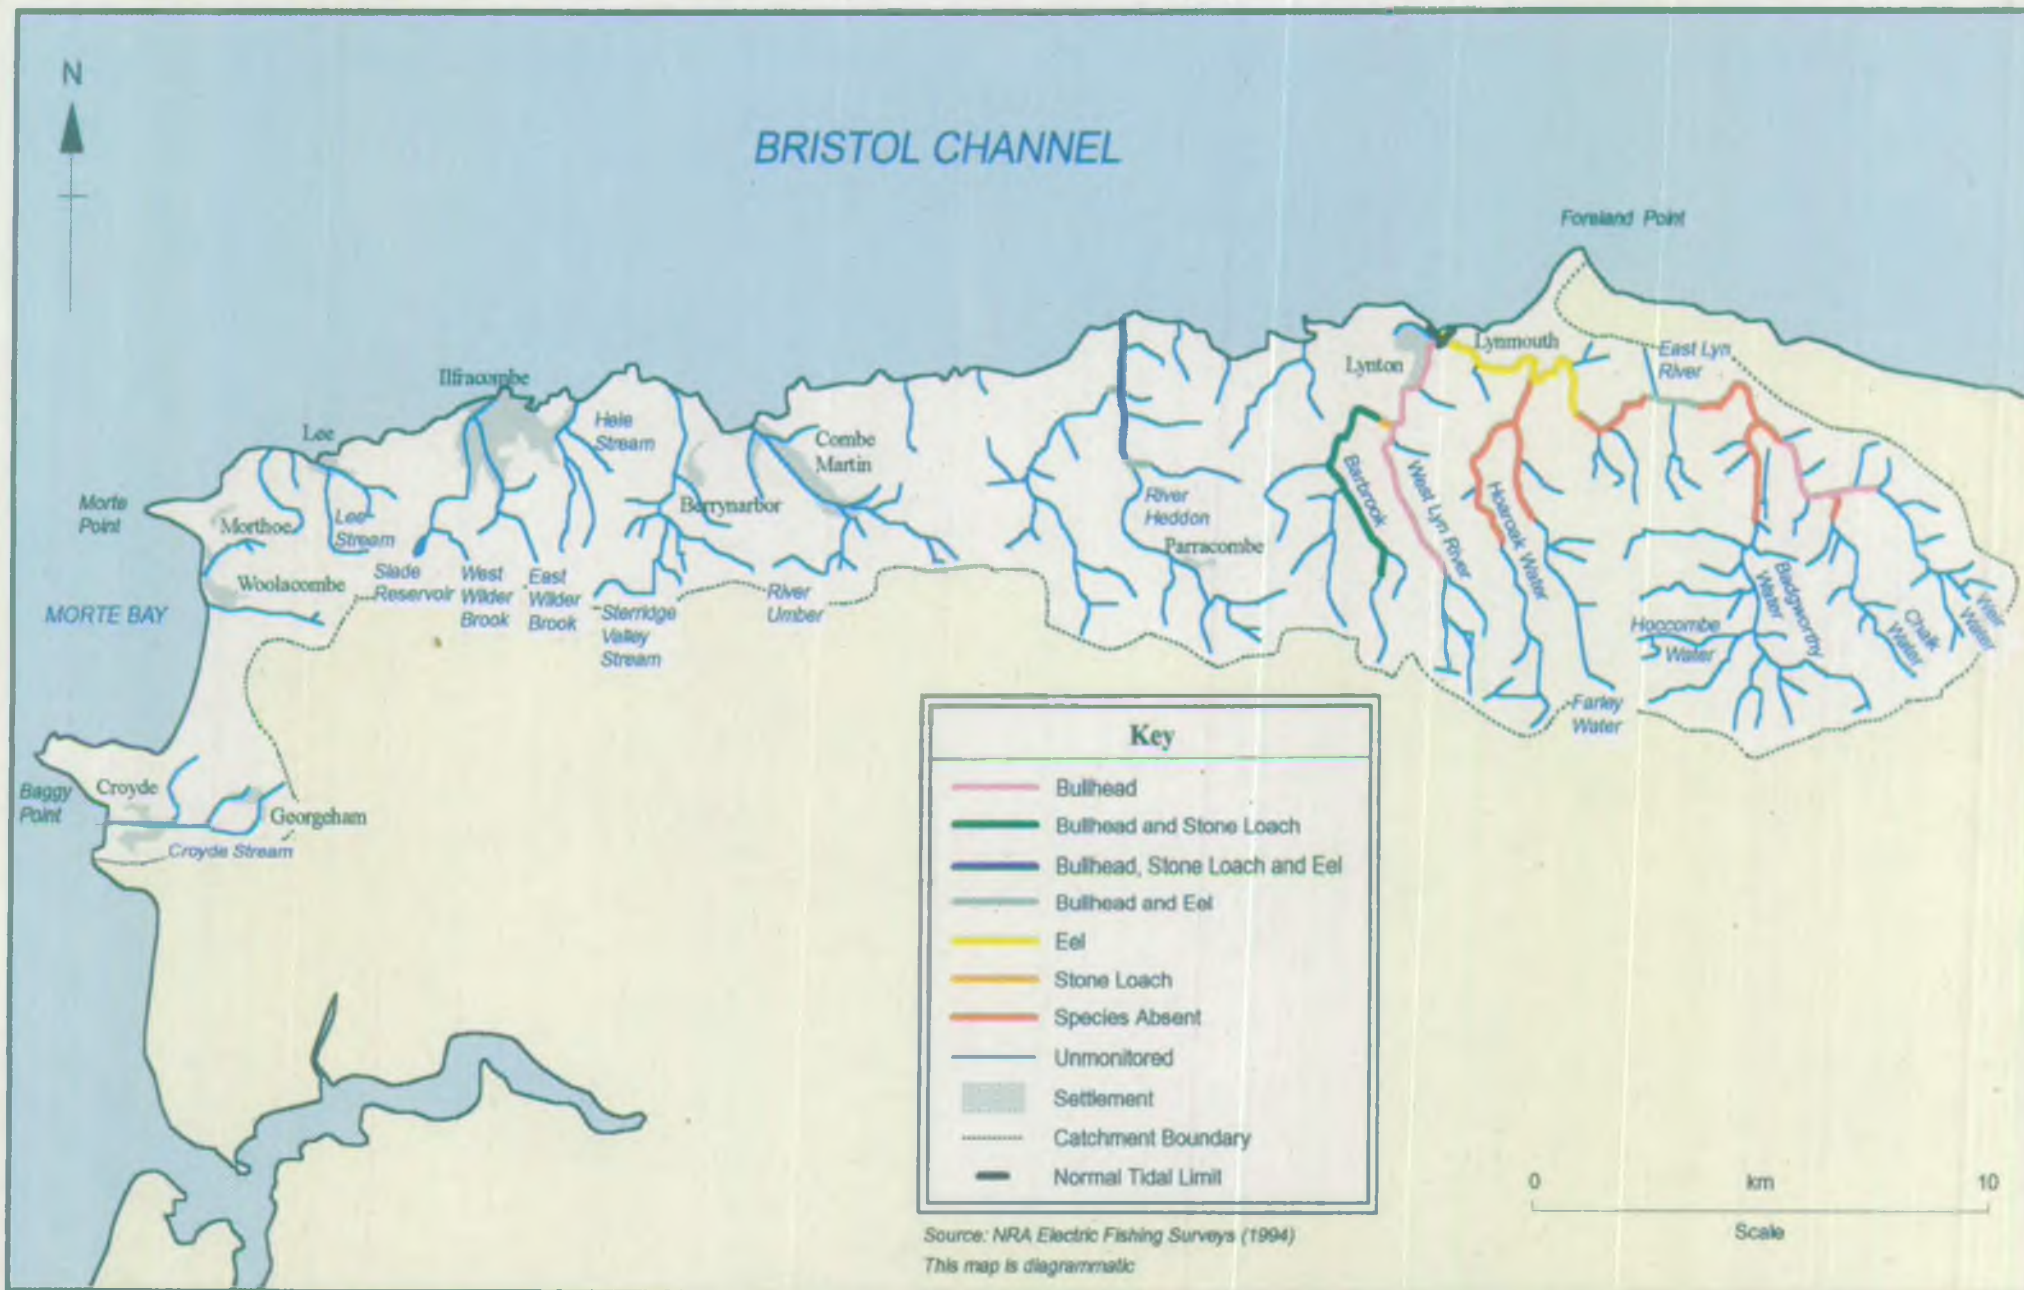 N
BRISTOL CHANNEL
Foreland Point
Lynmouth
East Lyn
River
Lynton
Ilfracombe
Hele
Stream
Lee
Combe
Martin
Morte
Point
Morthoe
Lee
Stream
Berrynarbor
River
Heddon
Parracombe
Barbrook
West Lyn River
Hoaroak Water
Badgworthy
Water
Woolacombe
Slade
Reservoir
West
Wilder
Brook
East
Wilder
Brook
Sterridge
Valley
Stream
River
Umber
MORTE BAY
Hoccombe
Water
Chalk
Water
Weir
Water
Farley
Water
Baggy
Point
Croyde
Georgeham
Croyde Stream
Key
Bullhead
Bullhead and Stone Loach
Bullhead, Stone Loach and Eel
Bullhead and Eel
Eel
Stone Loach
Species Absent
Unmonitored
Settlement
Catchment Boundary
Normal Tidal Limit
0 km 10
Scale
Source: NRA Electric Fishing Surveys (1994)
This map is diagrammatic